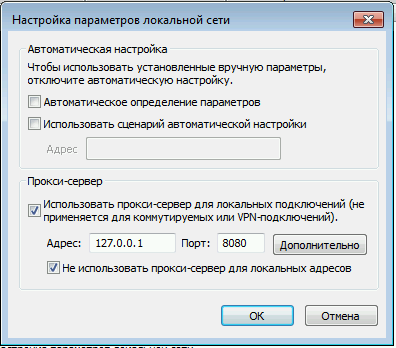 Настройка параметров локальной сети
Автоматическая настройка
Чтобы использовать установленные вручную параметры,
отключите автоматическую настройку.
Автоматическое определение параметров
Использовать сценарий автоматической настройки
Адрес
Прокси-сервер
Использовать прокси-сервер для локальных подключений (не
применяется для коммутируемых или VPN-подключений).
Адрес: 127.0.0.1 Порт: 8080 Дополнительно
Не использовать прокси-сервер для локальных адресов
ОК Отмена